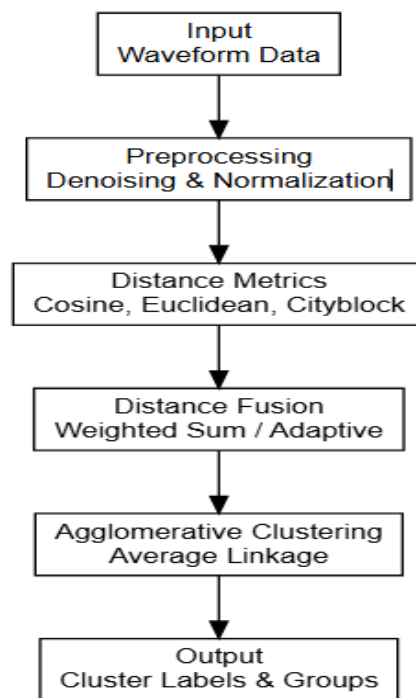 Input
Waveform Data
Preprocessing
Denoising & Normalization
Distance Metrics
Cosine, Euclidean, Cityblock
Distance Fusion
Weighted Sum / Adaptive
Agglomerative Clustering
Average Linkage
Output
Cluster Labels & Groups